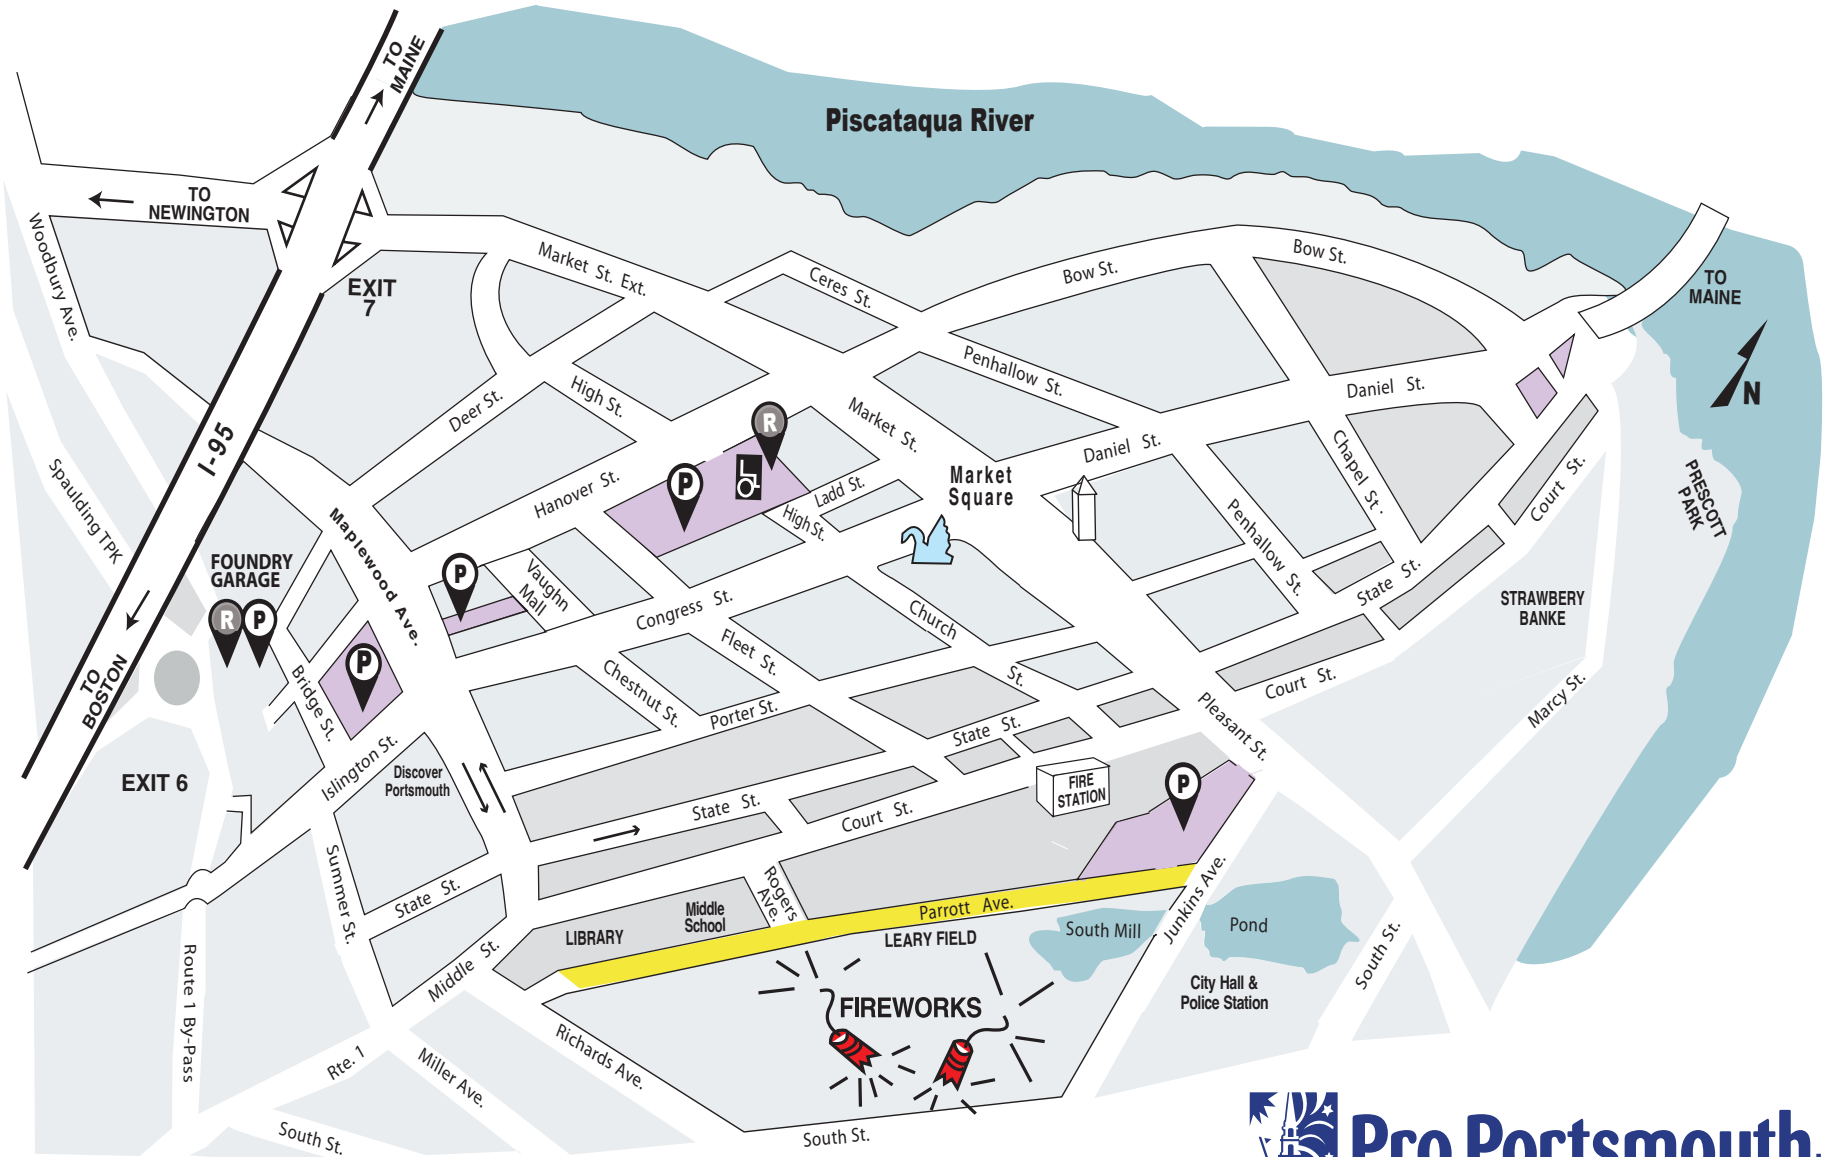 TO
MAINE
Piscataqua River
TO
NEWINGTON
Woodbury Ave.
EXIT
7
Market St. Ext.
Ceres St.
Bow St.
Bow St.
TO
MAINE
N
Penhallow St.
Daniel St.
High St.
Deer St.
Market St.
R
Daniel St.
Chapel St.
Court St.
PRESCOTT
PARK
I-95
Spaulding TPK
Hanover St.
P
Ladd St.
High St.
Market
Square
Penhallow St.
State St.
Maplewood Ave.
FOUNDRY
GARAGE
R
P
P
Vaughn
Mall
Congress St.
Church
St.
STRAWBERY
BANKE
TO
BOSTON
Bridge St.
P
Fleet St.
Chestnut St.
Porter St.
State St.
Court St.
Pleasant St.
Marcy St.
EXIT 6
Islington St.
Discover
Portsmouth
State St.
Court St.
FIRE
STATION
P
Summer St.
State St.
Middle St.
LIBRARY
Middle
School
Rogers
Ave.
Parrott Ave.
LEARY FIELD
Junkins Ave.
South Mill
Pond
City Hall &
Police Station
South St.
FIREWORKS
Route 1 By-Pass
Rte. 1
Miller Ave.
Richards Ave.
South St.
South St.
Pro Portsmouth,